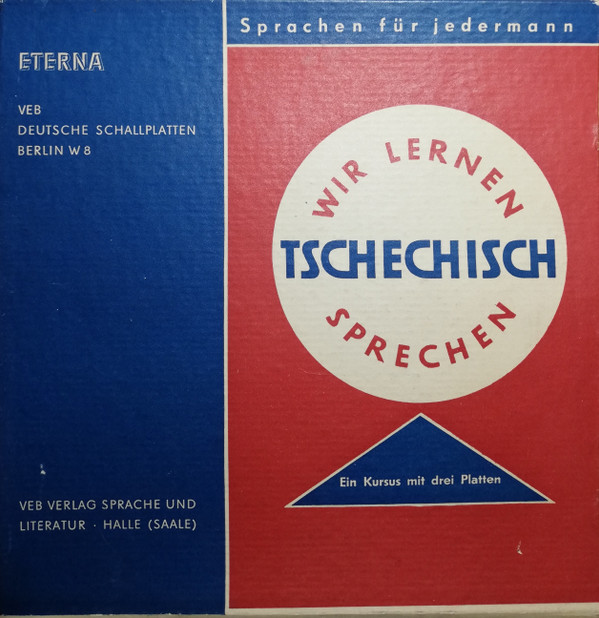 ETERNA
VEB
DEUTSCHE SCHALLPLATTEN
BERLIN W 8
VEB VERLAG SPRACHE UND
LITERATUR · HALLE (SAALE)
Sprachen für jedermann
WIR LERNEN
TSCHECHISCH
SPRECHEN
Ein Kursus mit drei Platten